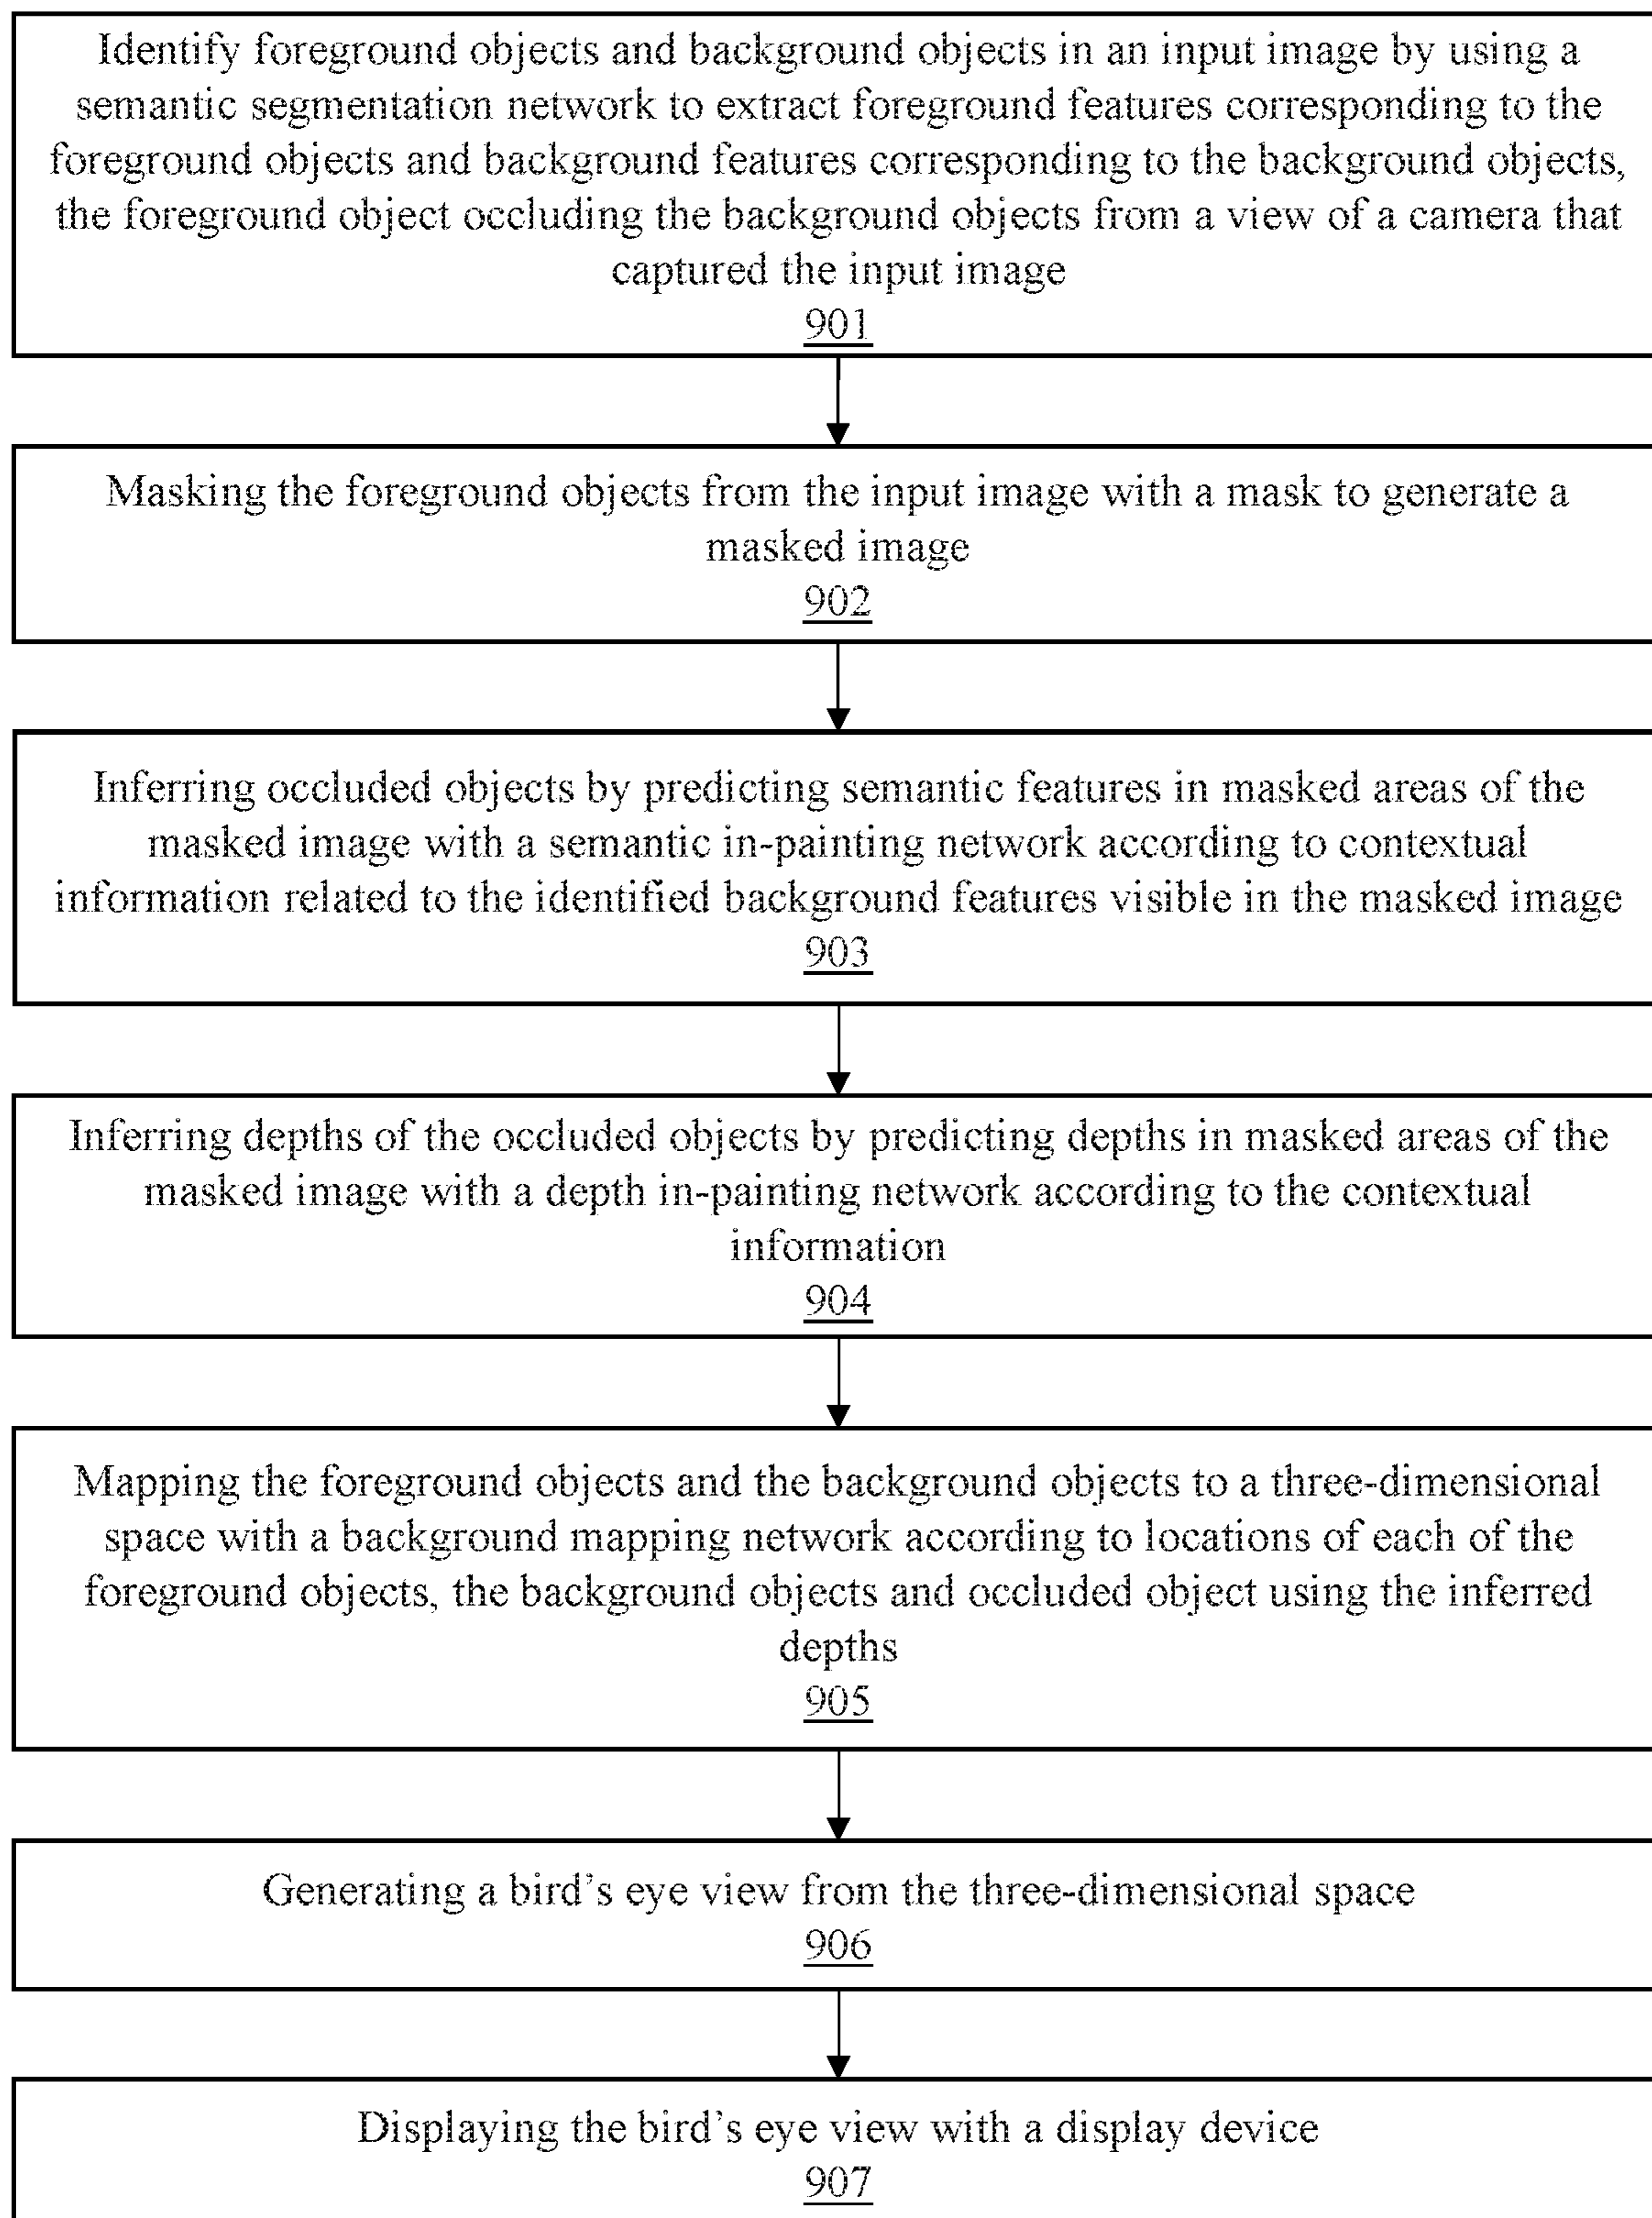 Identify foreground objects and background objects in an input image by using a
semantic segmentation network to extract foreground features corresponding to the
foreground objects and background features corresponding to the background objects,
the foreground object occluding the background objects from a view of a camera that
captured the input image
901
Masking the foreground objects from the input image with a mask to generate a
masked image
902
Inferring occluded objects by predicting semantic features in masked areas of the
masked image with a semantic in-painting network according to contextual
information related to the identified background features visible in the masked image
903
Inferring depths of the occluded objects by predicting depths in masked areas of the
masked image with a depth in-painting network according to the contextual
information
904
Mapping the foreground objects and the background objects to a three-dimensional
space with a background mapping network according to locations of each of the
foreground objects, the background objects and occluded object using the inferred
depths
905
Generating a bird's eye view from the three-dimensional space
906
Displaying the bird's eye view with a display device
907